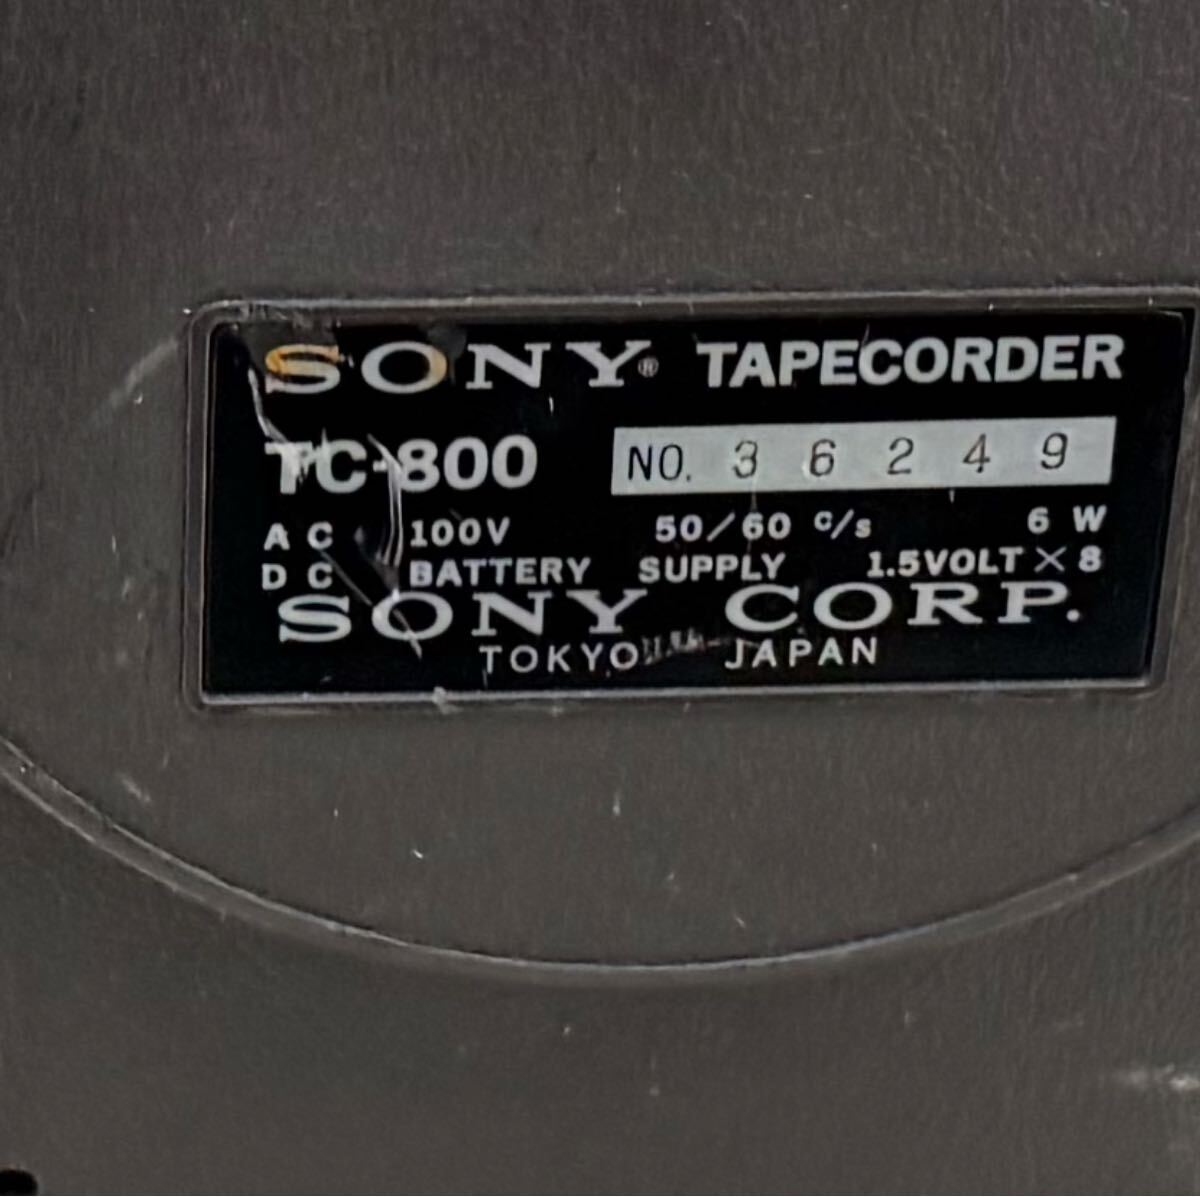 SONY® TAPECORDER
TC-800 NO. 36249
AC 100V 50/60 c/s 6 W
DC BATTERY SUPPLY 1.5VOLT×8
SONY CORP.
TOKYO JAPAN